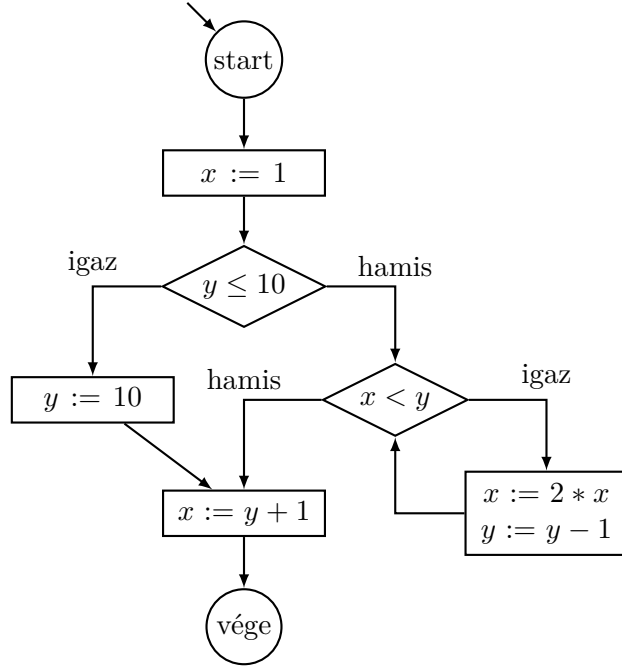 start
x := 1
igaz
y ≤ 10
hamis
y := 10
hamis
x < y
igaz
x := y + 1
x := 2 ∗ x
y := y − 1
vége